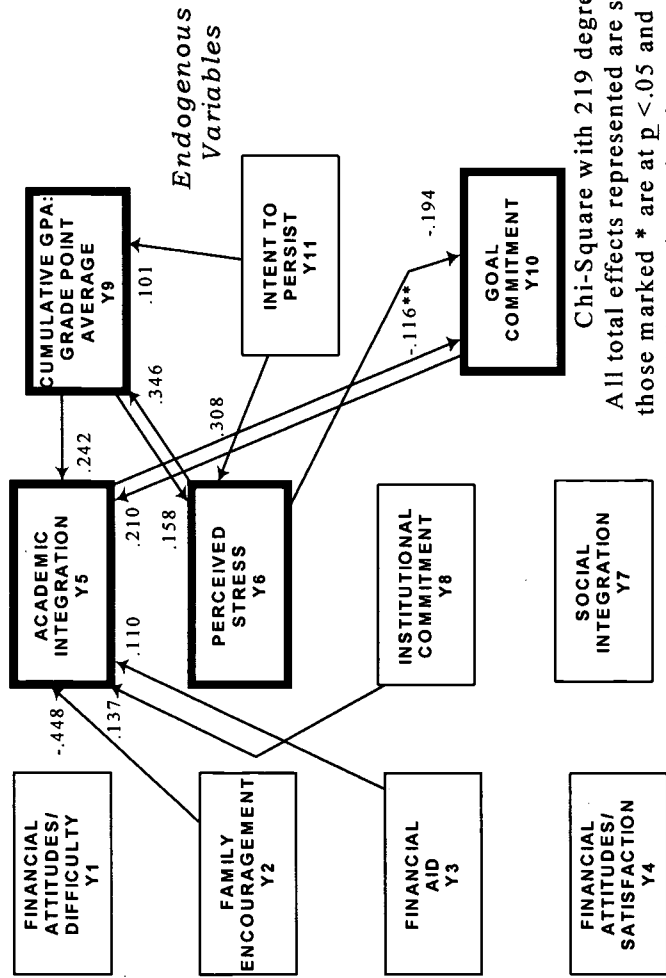 FINANCIAL
ATTITUDES/
DIFFICULTY
Y1
FAMILY
ENCOURAGEMENT
Y2
FINANCIAL
AID
Y3
FINANCIAL
ATTITUDES/
SATISFACTION
Y4
-.448
.137
.110
ACADEMIC
INTEGRATION
Y5
PERCEIVED
STRESS
Y6
INSTITUTIONAL
COMMITMENT
Y8
SOCIAL
INTEGRATION
Y7
.242
.210
.346
.158
.308
CUMULATIVE GPA:
GRADE POINT
AVERAGE
Y9
.101
INTENT TO
PERSIST
Y11
-.116**
-.194
GOAL
COMMITMENT
Y10
Endogenous
Variables
Chi-Square with 219
All total effects represented are
those marked * are at p <.05 and